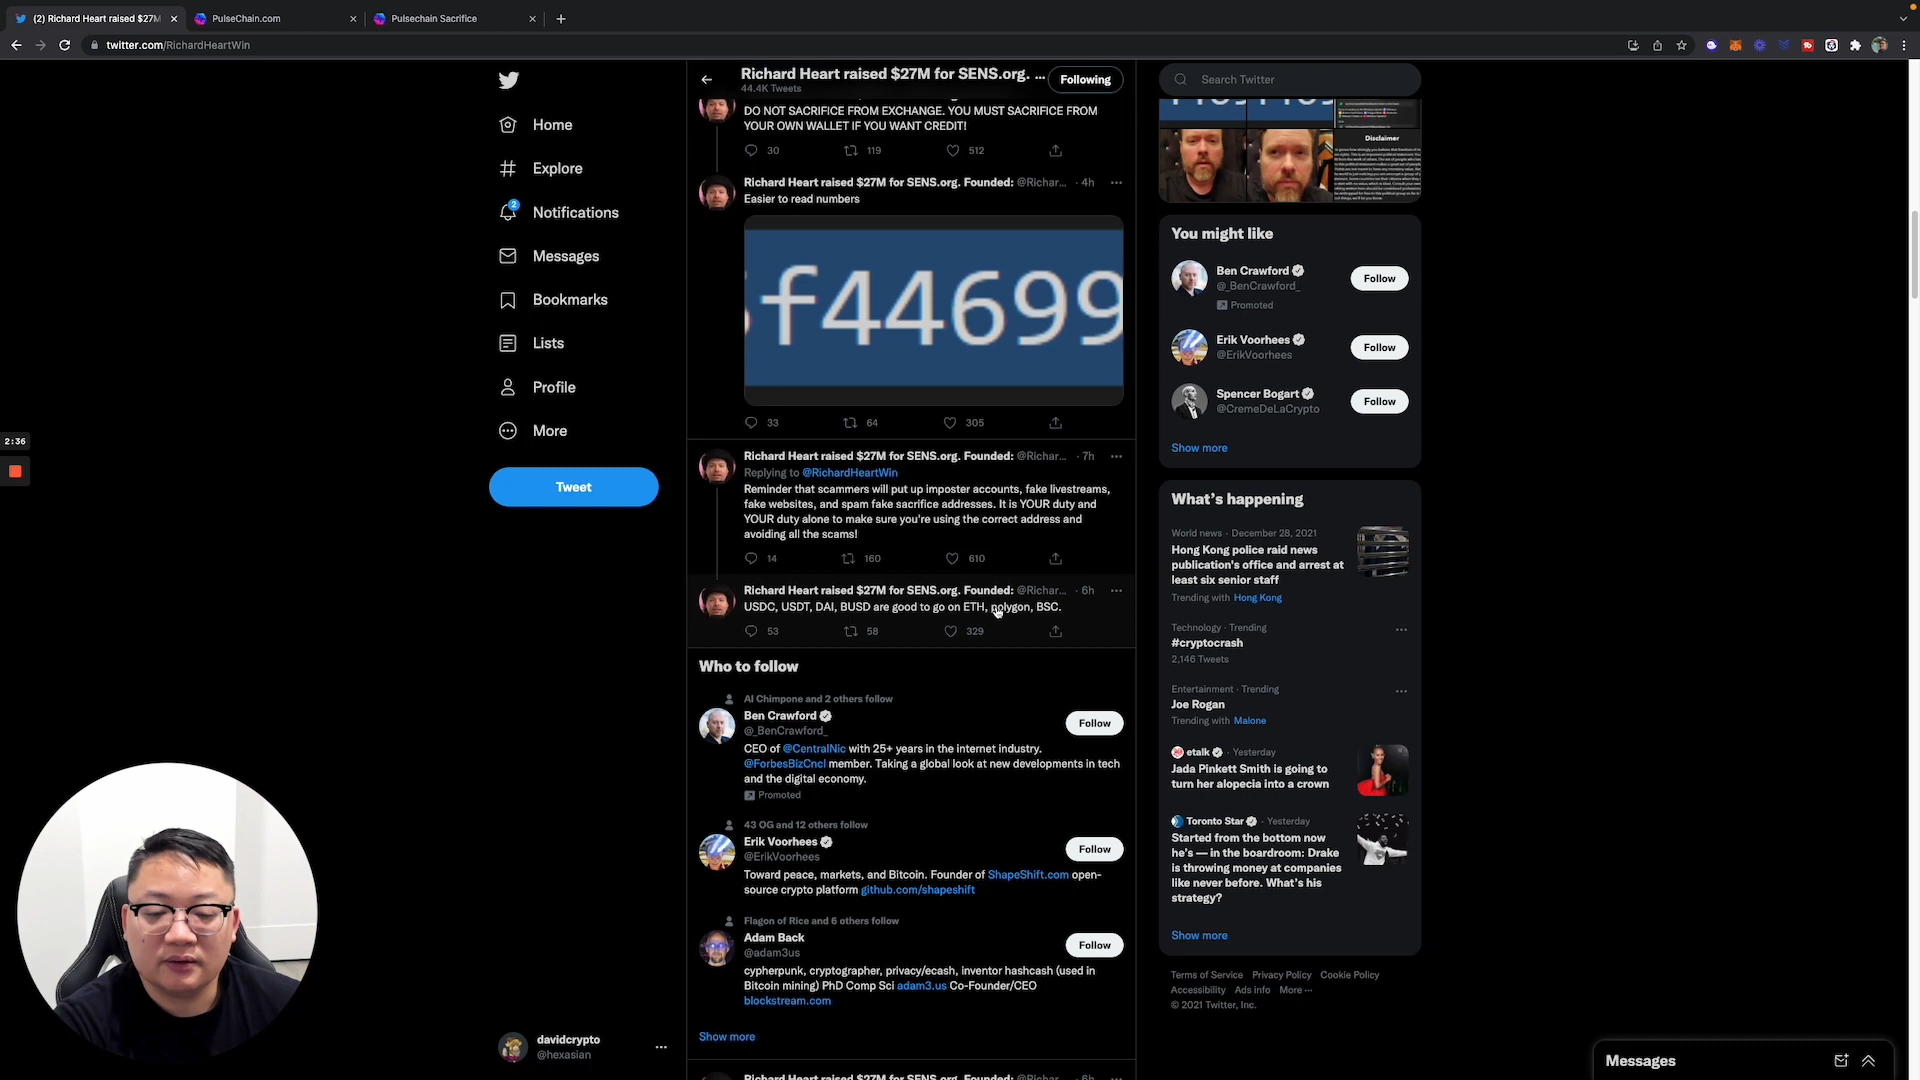 (2) Richard Heart raised $27M
PulseChain.com
Pulsechain Sacrifice
twitter.com/RichardHeartWin
Richard Heart raised $27M for SENS.org. ...
44.4K Tweets
Following
Search Twitter
Home
Explore
2
Notifications
Messages
Bookmarks
Lists
Profile
More
Tweet
2:36
DO NOT SACRIFICE FROM EXCHANGE. YOU MUST SACRIFICE FROM
YOUR OWN WALLET IF YOU WANT CREDIT!
30 119 512
Richard Heart raised $27M for SENS.org. Founded: @Richar... · 4h
Easier to read numbers
f44699
33 64 305
Richard Heart raised $27M for SENS.org. Founded: @Richar... · 7h
Replying to @RichardHeartWin
Reminder that scammers will put up imposter accounts, fake livestreams,
fake websites, and spam fake sacrifice addresses. It is YOUR duty and
YOUR duty alone to make sure you're using the correct address and
avoiding all the scams!
14 160 610
Richard Heart raised $27M for SENS.org. Founded: @Richar... · 6h
USDC, USDT, DAI, BUSD are good to go on ETH, polygon, BSC.
53 58 329
Who to follow
Al Chimpone and 2 others follow
Ben Crawford
@_BenCrawford_
Follow
CEO of @CentralNic with 25+ years in the internet industry.
@ForbesBizCncl member. Taking a global look at new developments in tech
and the digital economy.
Promoted
43 OG and 12 others follow
Erik Voorhees
@ErikVoorhees
Follow
Toward peace, markets, and Bitcoin. Founder of ShapeShift.com open-
source crypto platform github.com/shapeshift
Flagon of Rice and 6 others follow
Adam Back
@adam3us
Follow
cypherpunk, cryptographer, privacy/ecash, inventor hashcash (used in
Bitcoin mining) PhD Comp Sci adam3.us Co-Founder/CEO
blockstream.com
Show more
Richard Heart raised $27M for SENS.org. Founded: @Richar... · 6h
davidcrypto
@hexasian
Disclaimer
You might like
Ben Crawford
@_BenCrawford_
Promoted
Follow
Erik Voorhees
@ErikVoorhees
Follow
Spencer Bogart
@CremeDeLaCrypto
Follow
Show more
What's happening
World news · December 28, 2021
Hong Kong police raid news
publication's office and arrest at
least six senior staff
Trending with Hong Kong
Technology · Trending
#cryptocrash
2,146 Tweets
Entertainment · Trending
Joe Rogan
Trending with Malone
etalk · Yesterday
Jada Pinkett Smith is going to
turn her alopecia into a crown
Toronto Star · Yesterday
Started from the bottom now
he's — in the boardroom: Drake
is throwing money at companies
like never before. What's his
strategy?
Show more
Terms of Service Privacy Policy Cookie Policy
Accessibility Ads info More ...
© 2021 Twitter, Inc.
Messages